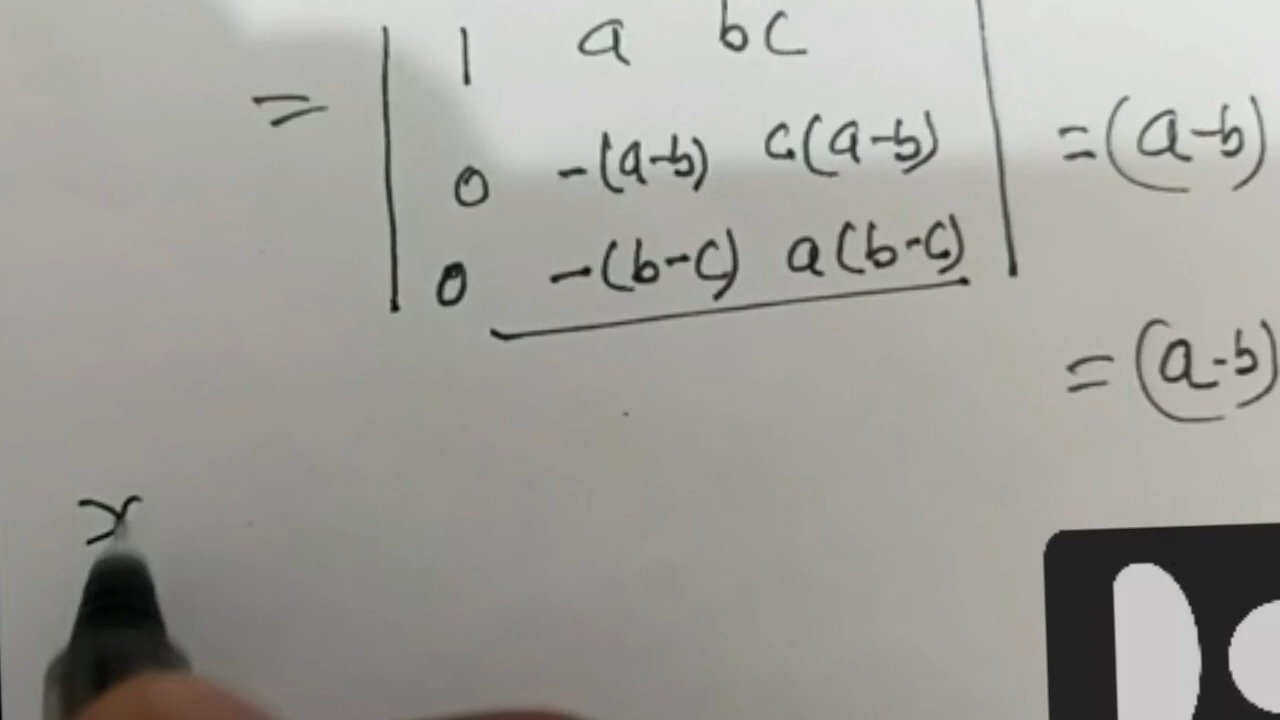 = | 1 a bc |
| 0 -(a-b) c(a-b) | = (a-b)
| 0 -(b-c) a(b-c) |
= (a-b)
x